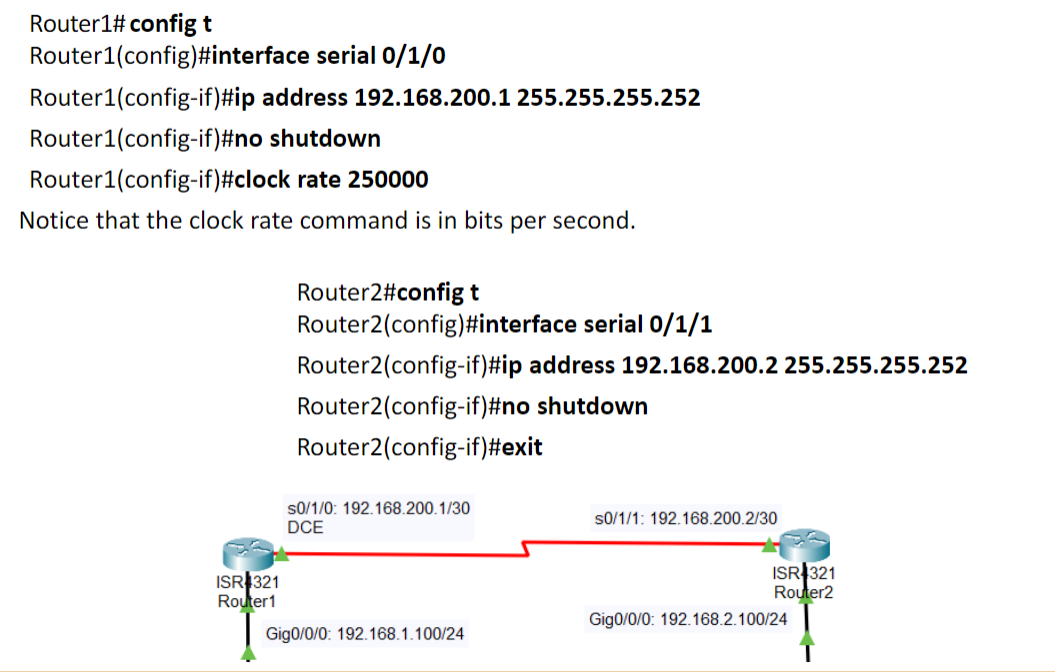 Router1# config t
Router1(config)#interface serial 0/1/0
Router1(config-if)#ip address 192.168.200.1 255.255.255.252
Router1(config-if)#no shutdown
Router1(config-if)#clock rate 250000
Notice that the clock rate command is in bits per second.
Router2#config t
Router2(config)#interface serial 0/1/1
Router2(config-if)#ip address 192.168.200.2 255.255.255.252
Router2(config-if)#no shutdown
Router2(config-if)#exit
s0/1/0: 192.168.200.1/30
DCE
s0/1/1: 192.168.200.2/30
ISR4321
Router1
ISR4321
Router2
Gig0/0/0: 192.168.1.100/24
Gig0/0/0: 192.168.2.100/24